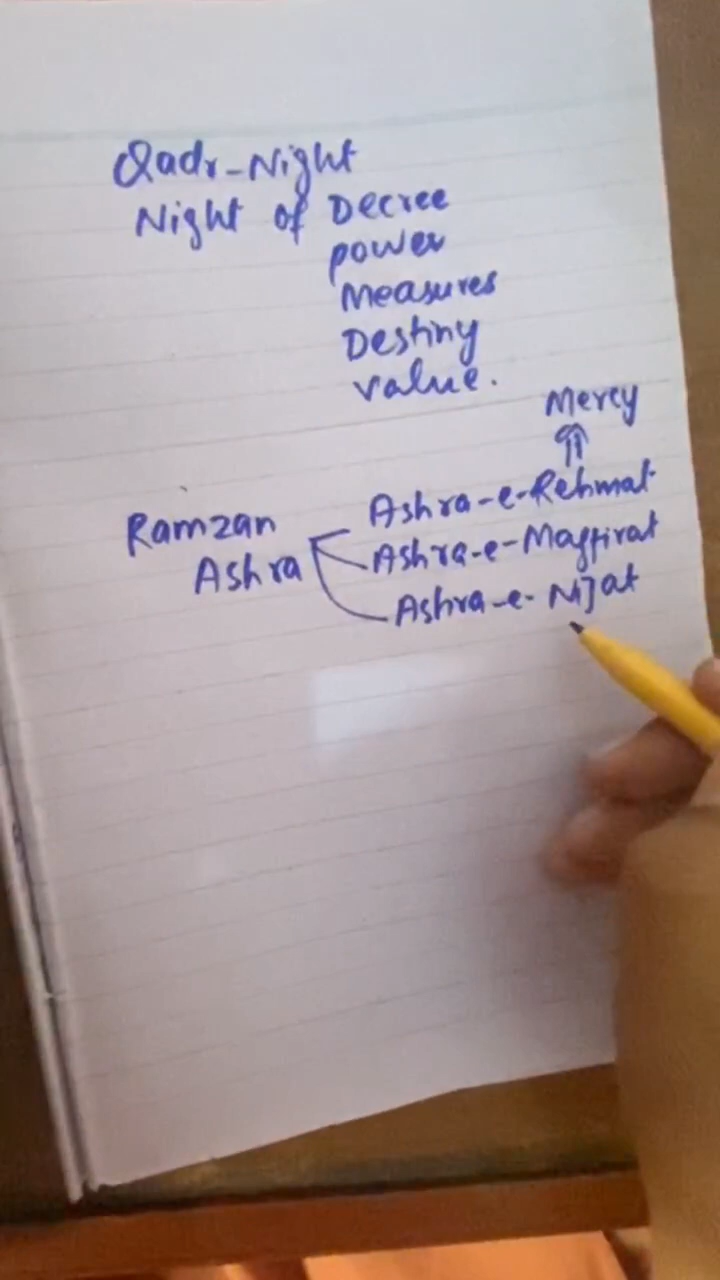 Qadr-Night
Night of Decree
power
Measures
Destiny
value.
Mercy
Ramzan
Ashra
Ashra-e-Rehmat
Ashra-e-Magfirat
Ashra-e-Nijat